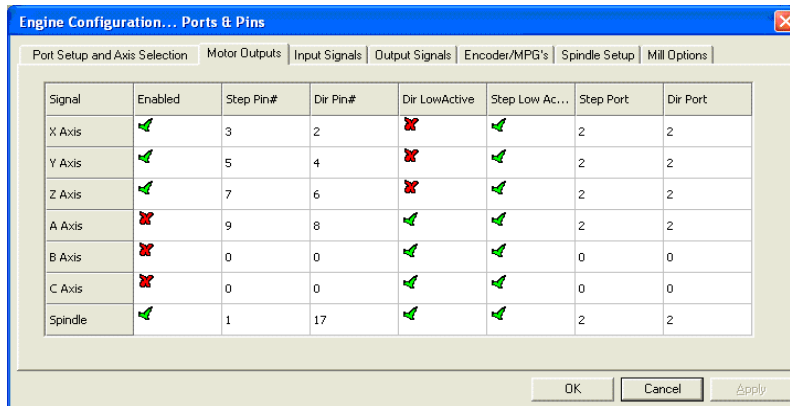 Engine Configuration... Ports & Pins
Port Setup and Axis Selection Motor Outputs Input Signals Output Signals Encoder/MPG's Spindle Setup Mill Options
Signal Enabled Step Pin# Dir Pin# Dir LowActive Step Low Ac... Step Port Dir Port
X Axis 3 2 2 2
Y Axis 5 4 2 2
Z Axis 7 6 2 2
A Axis 9 8 2 2
B Axis 0 0 0 0
C Axis 0 0 0 0
Spindle 1 17 2 2
OK Cancel Apply